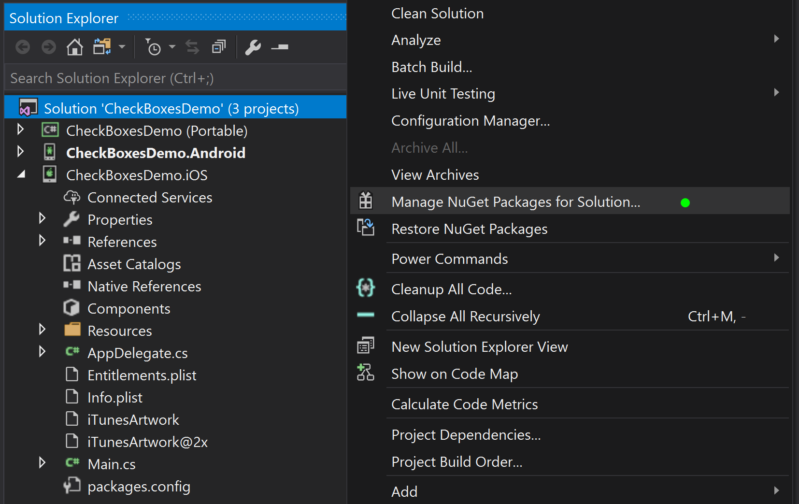 Solution Explorer
Search Solution Explorer (Ctrl+;)
Solution 'CheckBoxesDemo' (3 projects)
C# CheckBoxesDemo (Portable)
CheckBoxesDemo.Android
CheckBoxesDemo.iOS
Connected Services
Properties
References
Asset Catalogs
Native References
Components
Resources
C# AppDelegate.cs
Entitlements.plist
Info.plist
iTunesArtwork
iTunesArtwork@2x
C# Main.cs
packages.config
Clean Solution
Analyze
Batch Build...
Live Unit Testing
Configuration Manager...
Archive All...
View Archives
Manage NuGet Packages for Solution...
Restore NuGet Packages
Power Commands
Cleanup All Code...
Collapse All Recursively Ctrl+M, -
New Solution Explorer View
Show on Code Map
Calculate Code Metrics
Project Dependencies...
Project Build Order...
Add